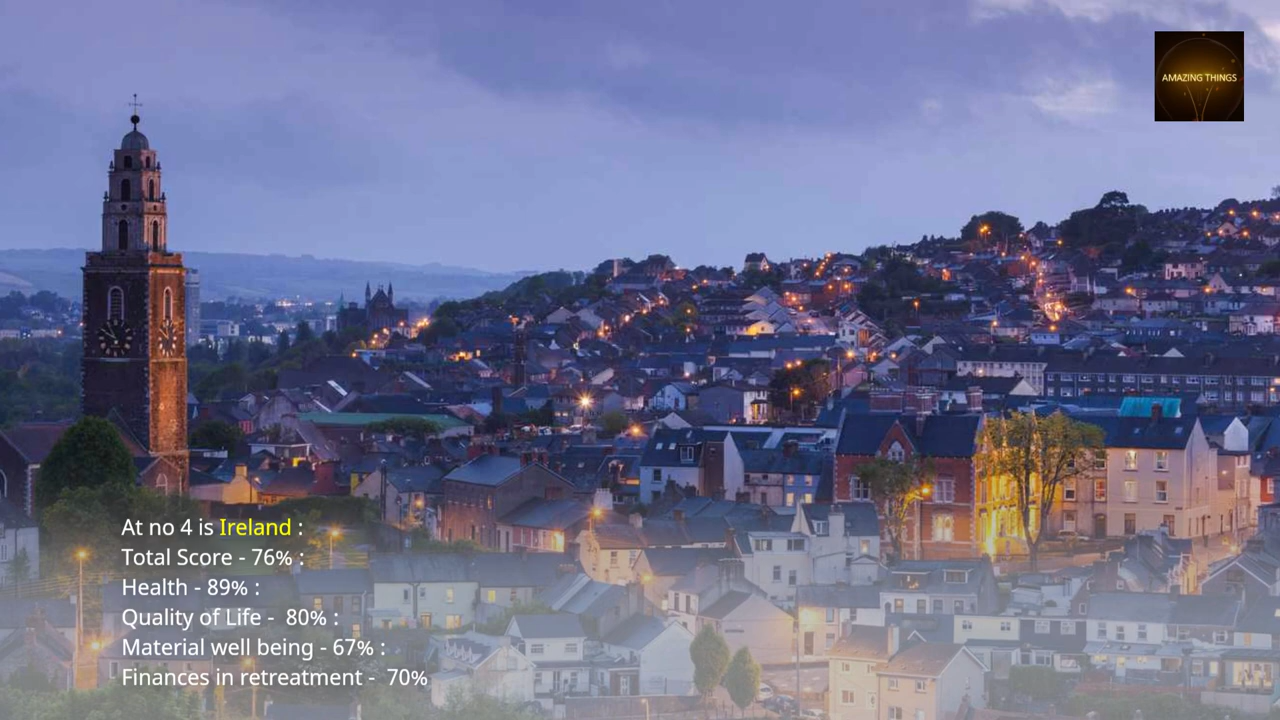 AMAZING THINGS
At no 4 is Ireland :
Total Score - 76% :
Health - 89% :
Quality of Life -  80% :
Material well being - 67% :
Finances in retreatment -  70%